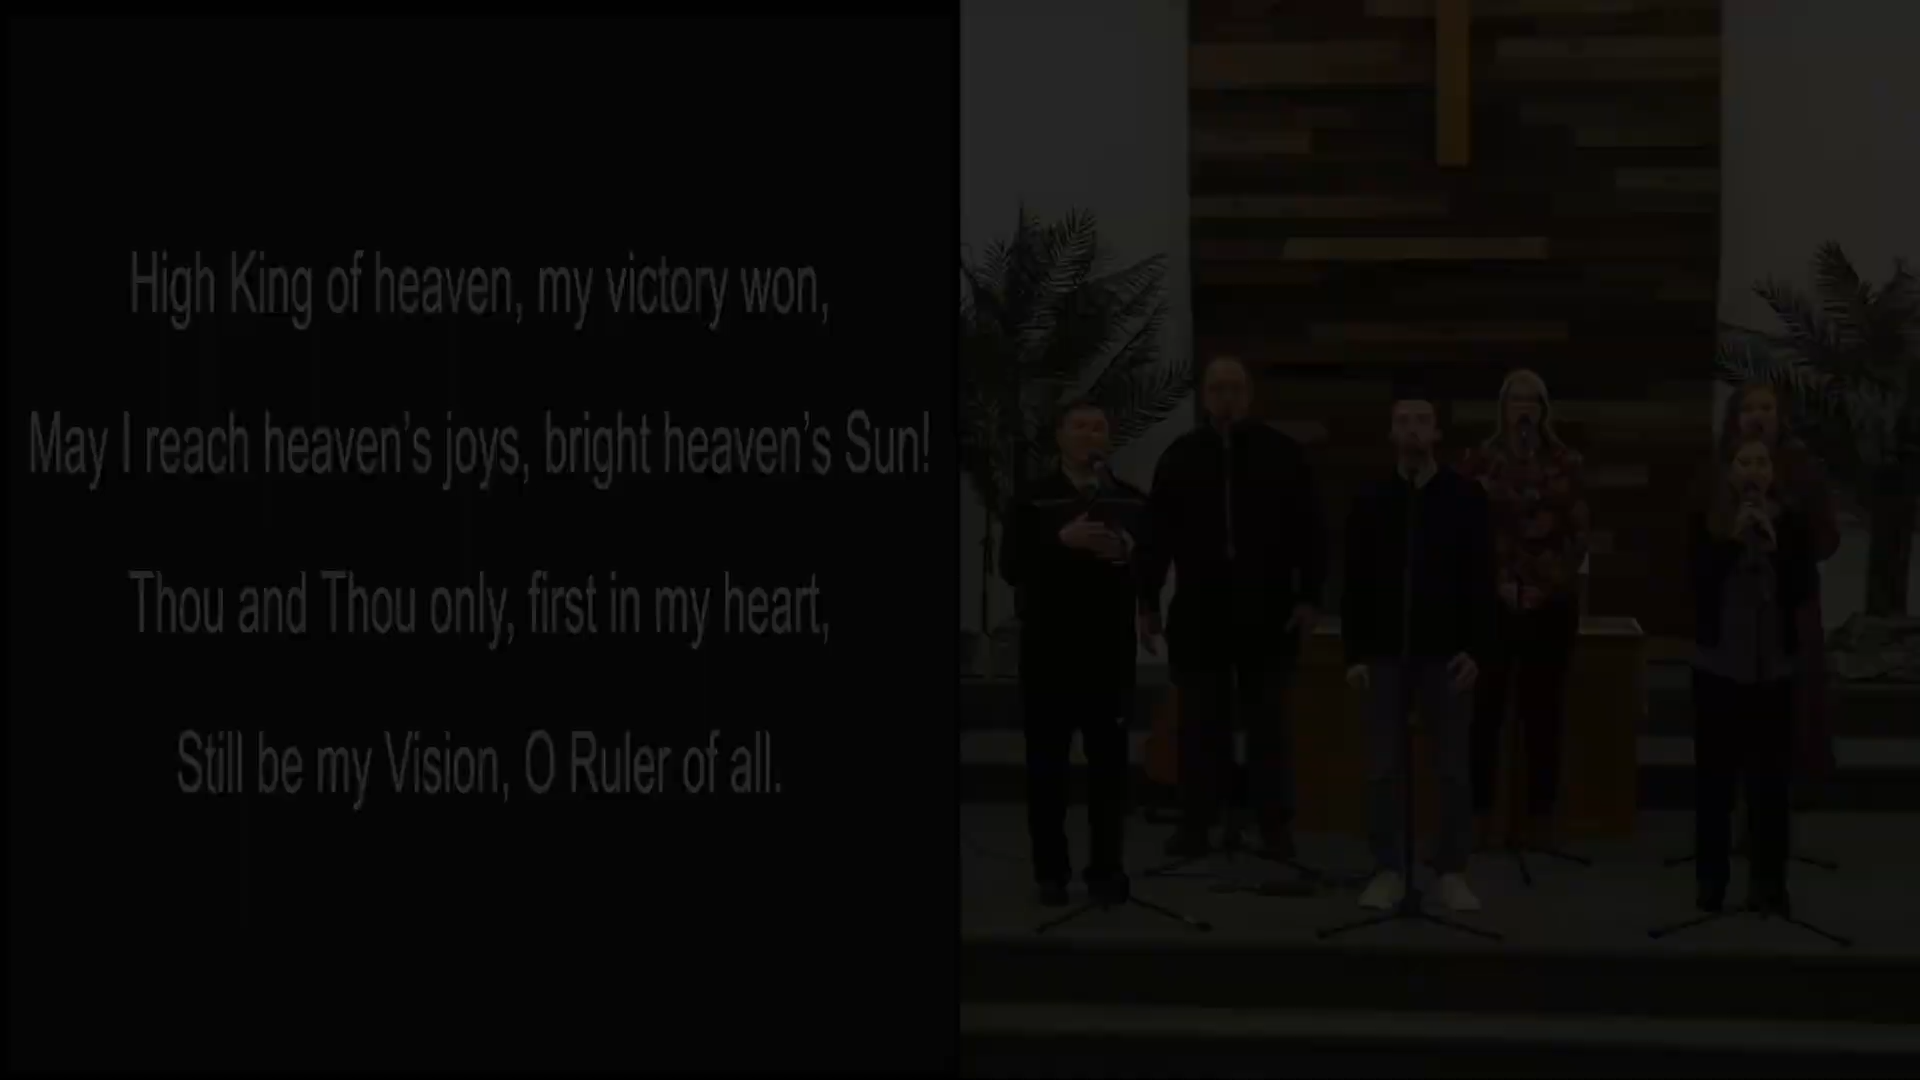 High King of heaven, my victory won,
May I reach heaven’s joys, bright heaven’s Sun!
Thou and Thou only, first in my heart,
Still be my Vision, O Ruler of all.